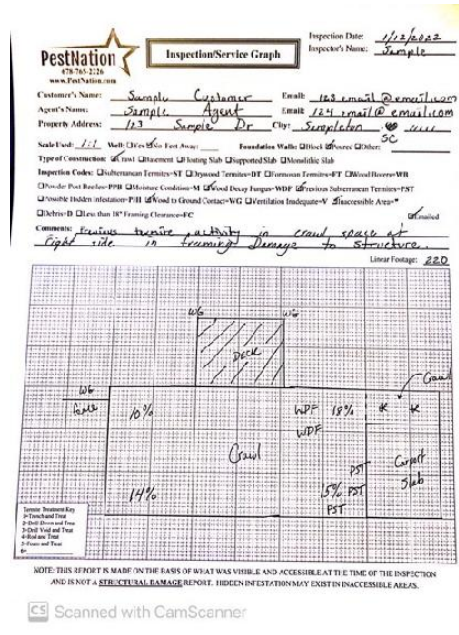 Inspection Date: 1/12/2022
Inspector's Name: Sample
PestNation
478-765-2126
www.PestNation.com
Inspection/Service Graph
Customer's Name: Sample Customer Email: 123 email@email.com
Agent's Name: Sample Agent Email: 124 email@email.com
Property Address: 123 Sample Dr City: Sampleton
SC
Scale Used: 1:1 Well: Yes No Feet Away: Foundation Walls: Block Poured Other:
Type of Construction: Crawl Basement Floating Slab Supported Slab Monolithic Slab
Inspection Codes: Subterranean Termites=ST Drywood Termites=DT Formosan Termites=FT Wood Borers=WB
Powder Post Beetles=PPB Moisture Condition=M Wood Decay Fungus=WDF Previous Subterranean Termites=PST
Possible Hidden Infestation=PHI Wood to Ground Contact=WG Ventilation Inadequate=V Inaccessible Area=*
Debris=D Less than 18" Framing Clearance=FC
Emailed
Comments: Previous termite activity in crawl space at
Right side in framing Damage to structure.
Linear Footage: 220
WG WG
Deck
Crawl
WG
10% WDF 18% * *
WDF
Crawl
Carport
Slab
PST
14% 15% PST
PST
Termite Treatment Key
1=Trench and Treat
2=Drill Down and Treat
3=Drill Void and Treat
4=Rod and Treat
5=Foam and Treat
6=
NOTE: THIS REPORT IS MADE ON THE BASIS OF WHAT WAS VISIBLE AND ACCESSIBLE AT THE TIME OF THE INSPECTION
AND IS NOT A STRUCTURAL DAMAGE REPORT. HIDDEN INFESTATION MAY EXIST IN INACCESSIBLE AREAS.
CS Scanned with CamScanner